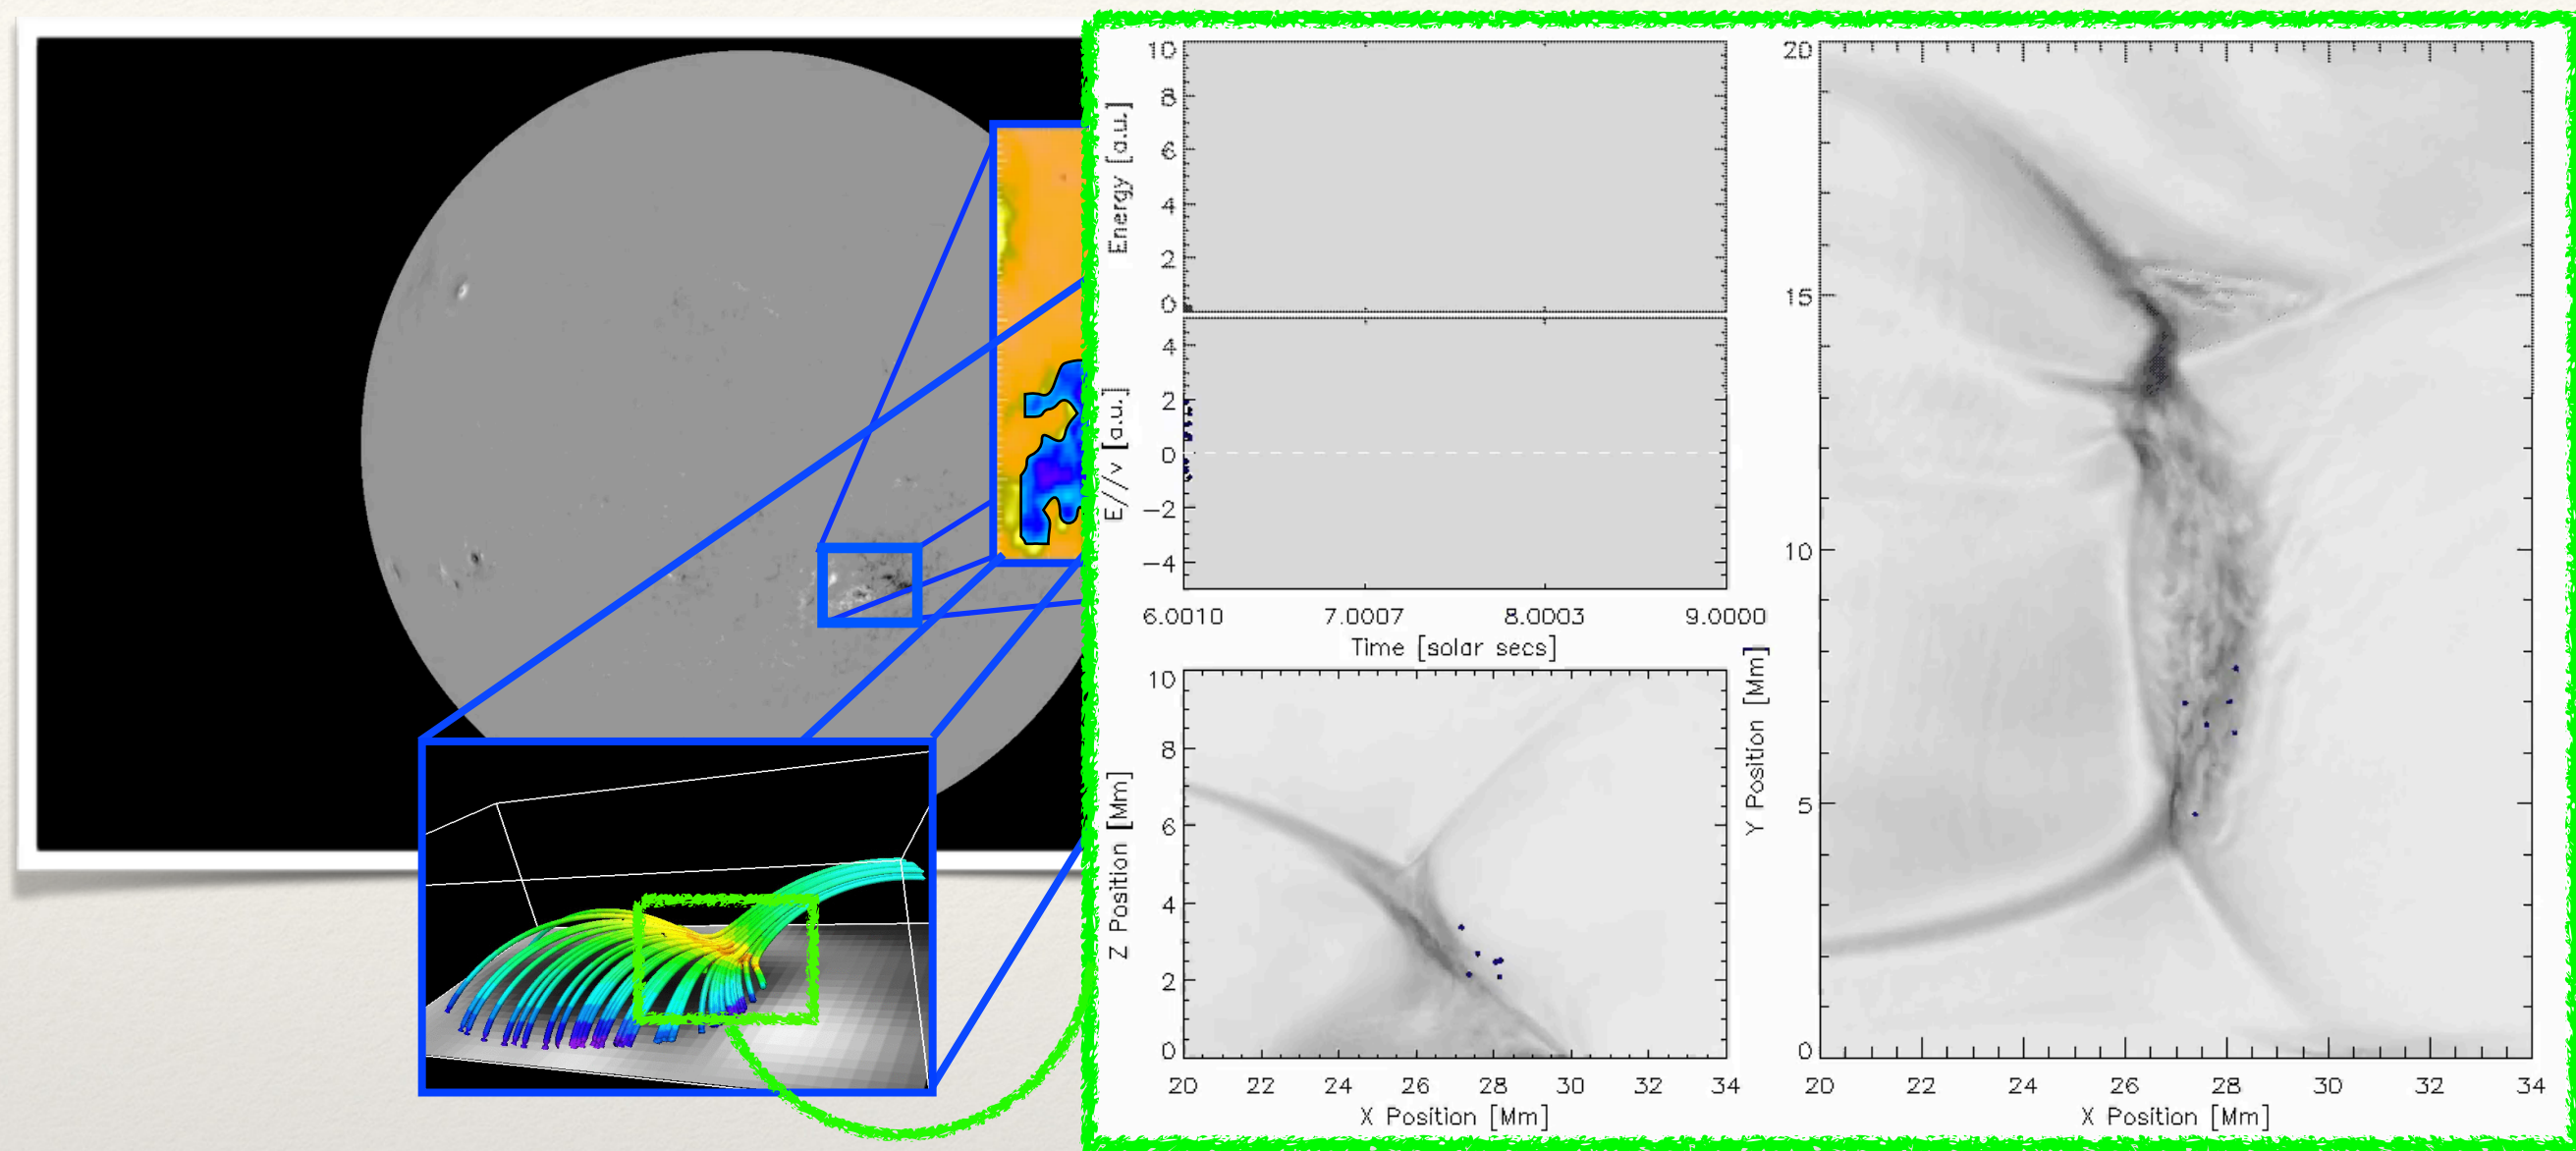 10
8
6
4
2
0
Energy [a.u.]
4
2
0
−2
−4
E//v [a.u.]
6.0010 7.0007 8.0003 9.0000
Time [solar secs]
10
8
6
4
2
0
Z Position [Mm]
20 22 24 26 28 30 32 34
X Position [Mm]
20
15
10
5
0
Y Position [Mm]
20 22 24 26 28 30 32 34
X Position [Mm]